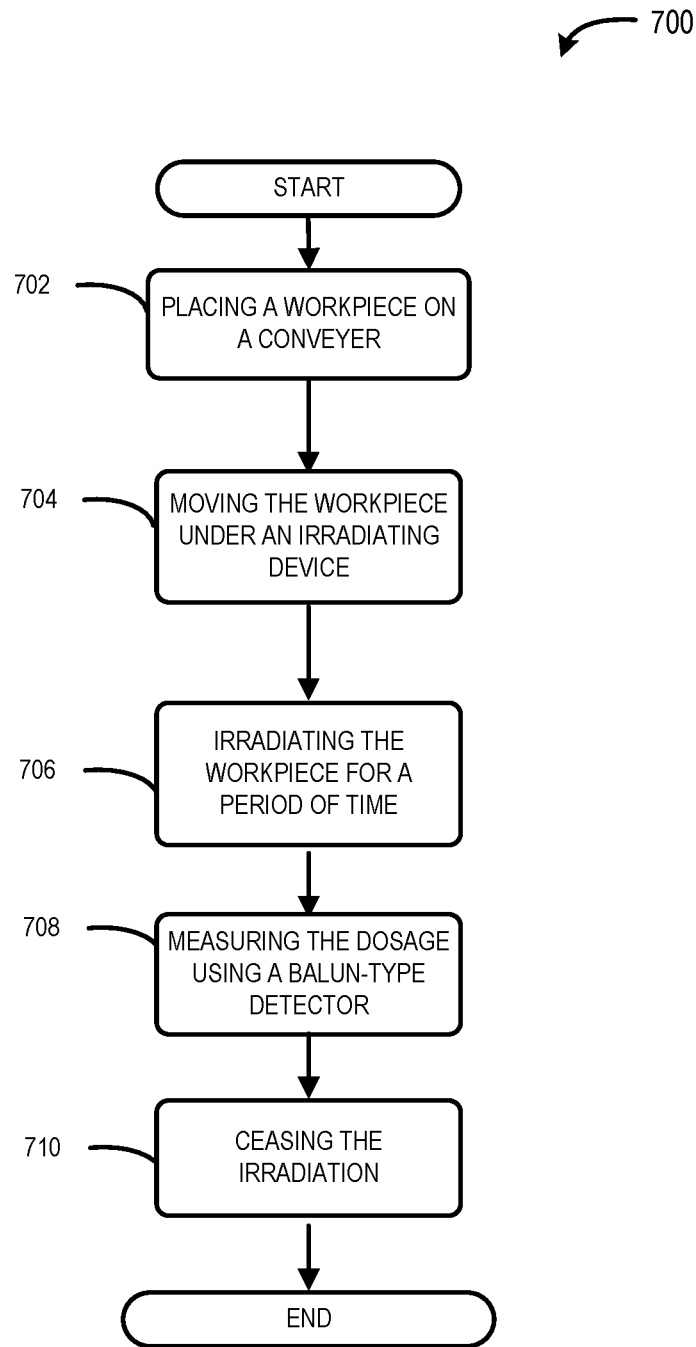 700
START
702
PLACING A WORKPIECE ON
A CONVEYER
704
MOVING THE WORKPIECE
UNDER AN IRRADIATING
DEVICE
706
IRRADIATING THE
WORKPIECE FOR A
PERIOD OF TIME
708
MEASURING THE DOSAGE
USING A BALUN-TYPE
DETECTOR
710
CEASING THE
IRRADIATION
END